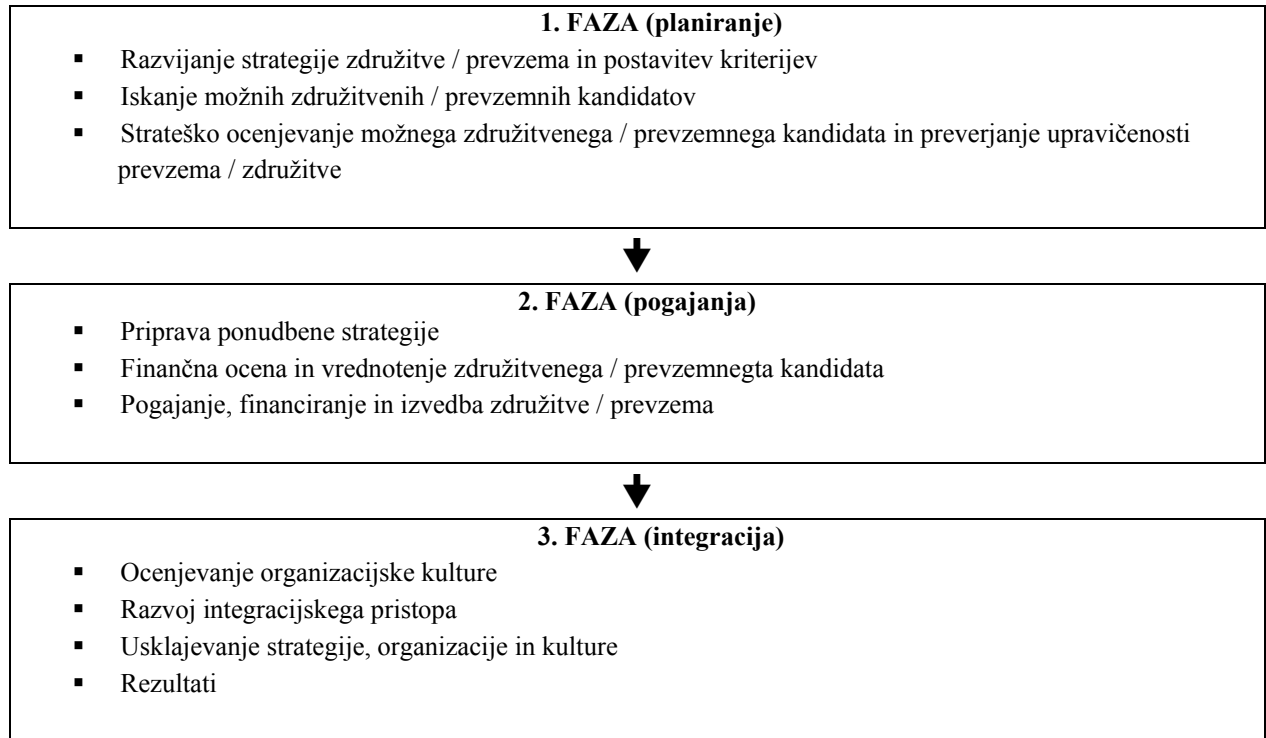 1. FAZA (planiranje)
▪ Razvijanje strategije združitve / prevzema in postavitev kriterijev
▪ Iskanje možnih združitvenih / prevzemnih kandidatov
▪ Strateško ocenjevanje možnega združitvenega / prevzemnega kandidata in preverjanje upravičenosti
prevzema / združitve
2. FAZA (pogajanja)
▪ Priprava ponudbene strategije
▪ Finančna ocena in vrednotenje združitvenega / prevzemnegta kandidata
▪ Pogajanje, financiranje in izvedba združitve / prevzema
3. FAZA (integracija)
▪ Ocenjevanje organizacijske kulture
▪ Razvoj integracijskega pristopa
▪ Usklajevanje strategije, organizacije in kulture
▪ Rezultati